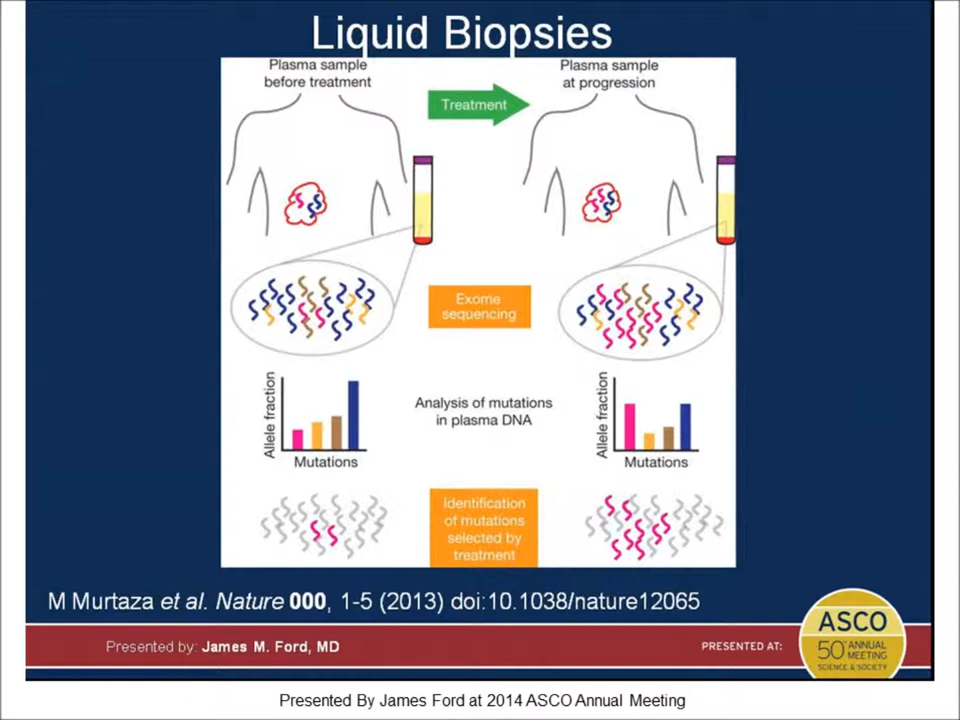 Liquid Biopsies
Plasma sample
before treatment
Treatment
Plasma sample
at progression
Exome
sequencing
Allele fraction
Mutations
Analysis of mutations
in plasma DNA
Allele fraction
Mutations
Identification
of mutations
selected by
treatment
M Murtaza et al. Nature 000, 1-5 (2013) doi:10.1038/nature12065
Presented by: James M. Ford, MD
PRESENTED AT:
ASCO
50TH ANNUAL
MEETING
SCIENCE & SOCIETY
Presented By James Ford at 2014 ASCO Annual Meeting